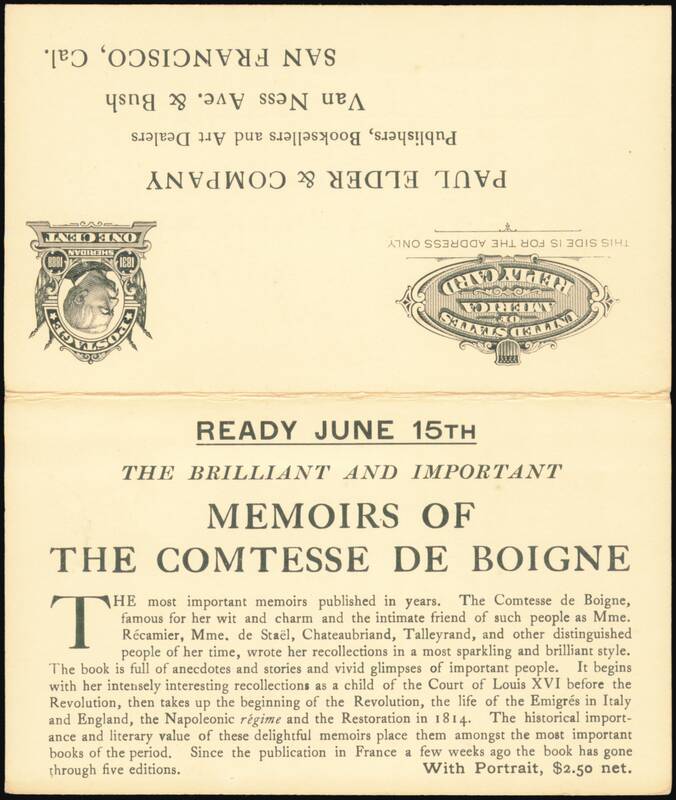 PAUL ELDER & COMPANY
Publishers, Booksellers and Art Dealers
Van Ness Ave. & Bush
SAN FRANCISCO, Cal.
THIS SIDE IS FOR THE ADDRESS ONLY
UNITED STATES
OF
AMERICA
REPLY CARD
POSTAGE
1831 1888
SHERIDAN
ONE CENT
READY JUNE 15TH
THE BRILLIANT AND IMPORTANT
MEMOIRS OF
THE COMTESSE DE BOIGNE
THE most important memoirs published in years. The Comtesse de Boigne,
famous for her wit and charm and the intimate friend of such people as Mme.
Récamier, Mme. de Staël, Chateaubriand, Talleyrand, and other distinguished
people of her time, wrote her recollections in a most sparkling and brilliant style.
The book is full of anecdotes and stories and vivid glimpses of important people. It begins
with her intensely interesting recollections as a child of the Court of Louis XVI before the
Revolution, then takes up the beginning of the Revolution, the life of the Emigrés in Italy
and England, the Napoleonic régime and the Restoration in 1814. The historical import-
ance and literary value of these delightful memoirs place them amongst the most important
books of the period. Since the publication in France a few weeks ago the book has gone
through five editions. With Portrait, $2.50 net.